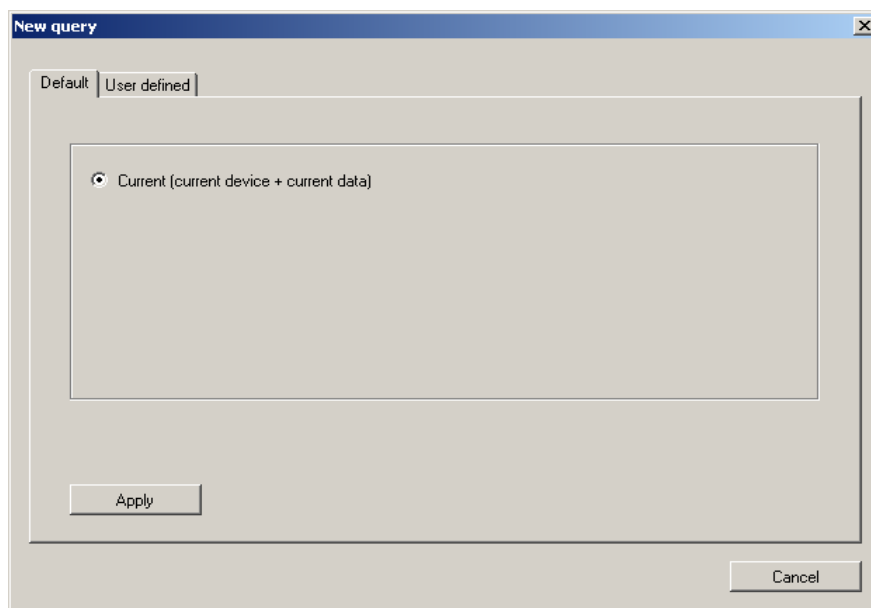 New query
Default
User defined
Current (current device + current data)
Apply
Cancel